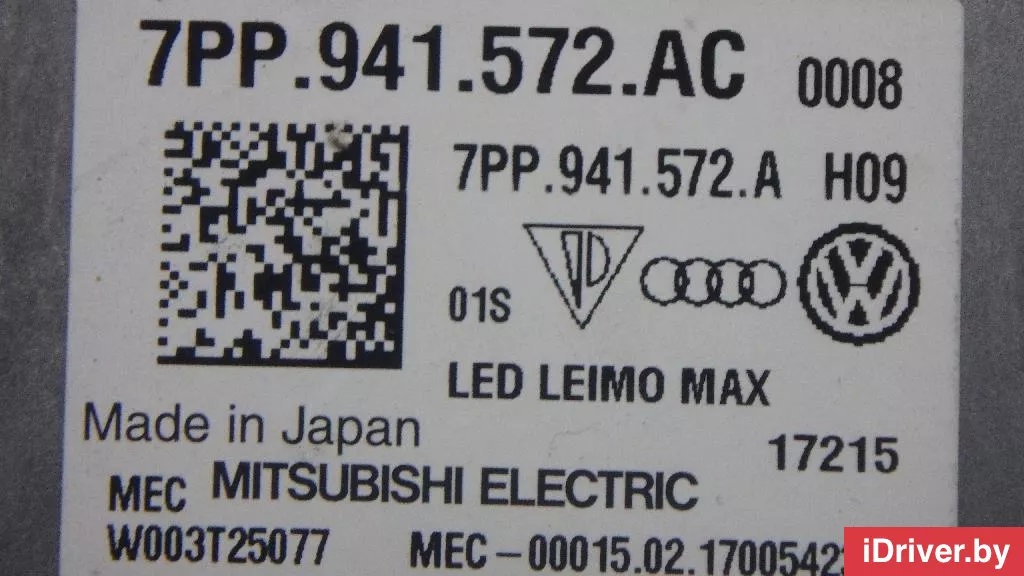 7PP.941.572.AC 0008
7PP.941.572.A H09
01S
LED LEIMO MAX
Made in Japan
17215
MEC MITSUBISHI ELECTRIC
W003T25077 MEC-00015.02.1700542
iDriver.by